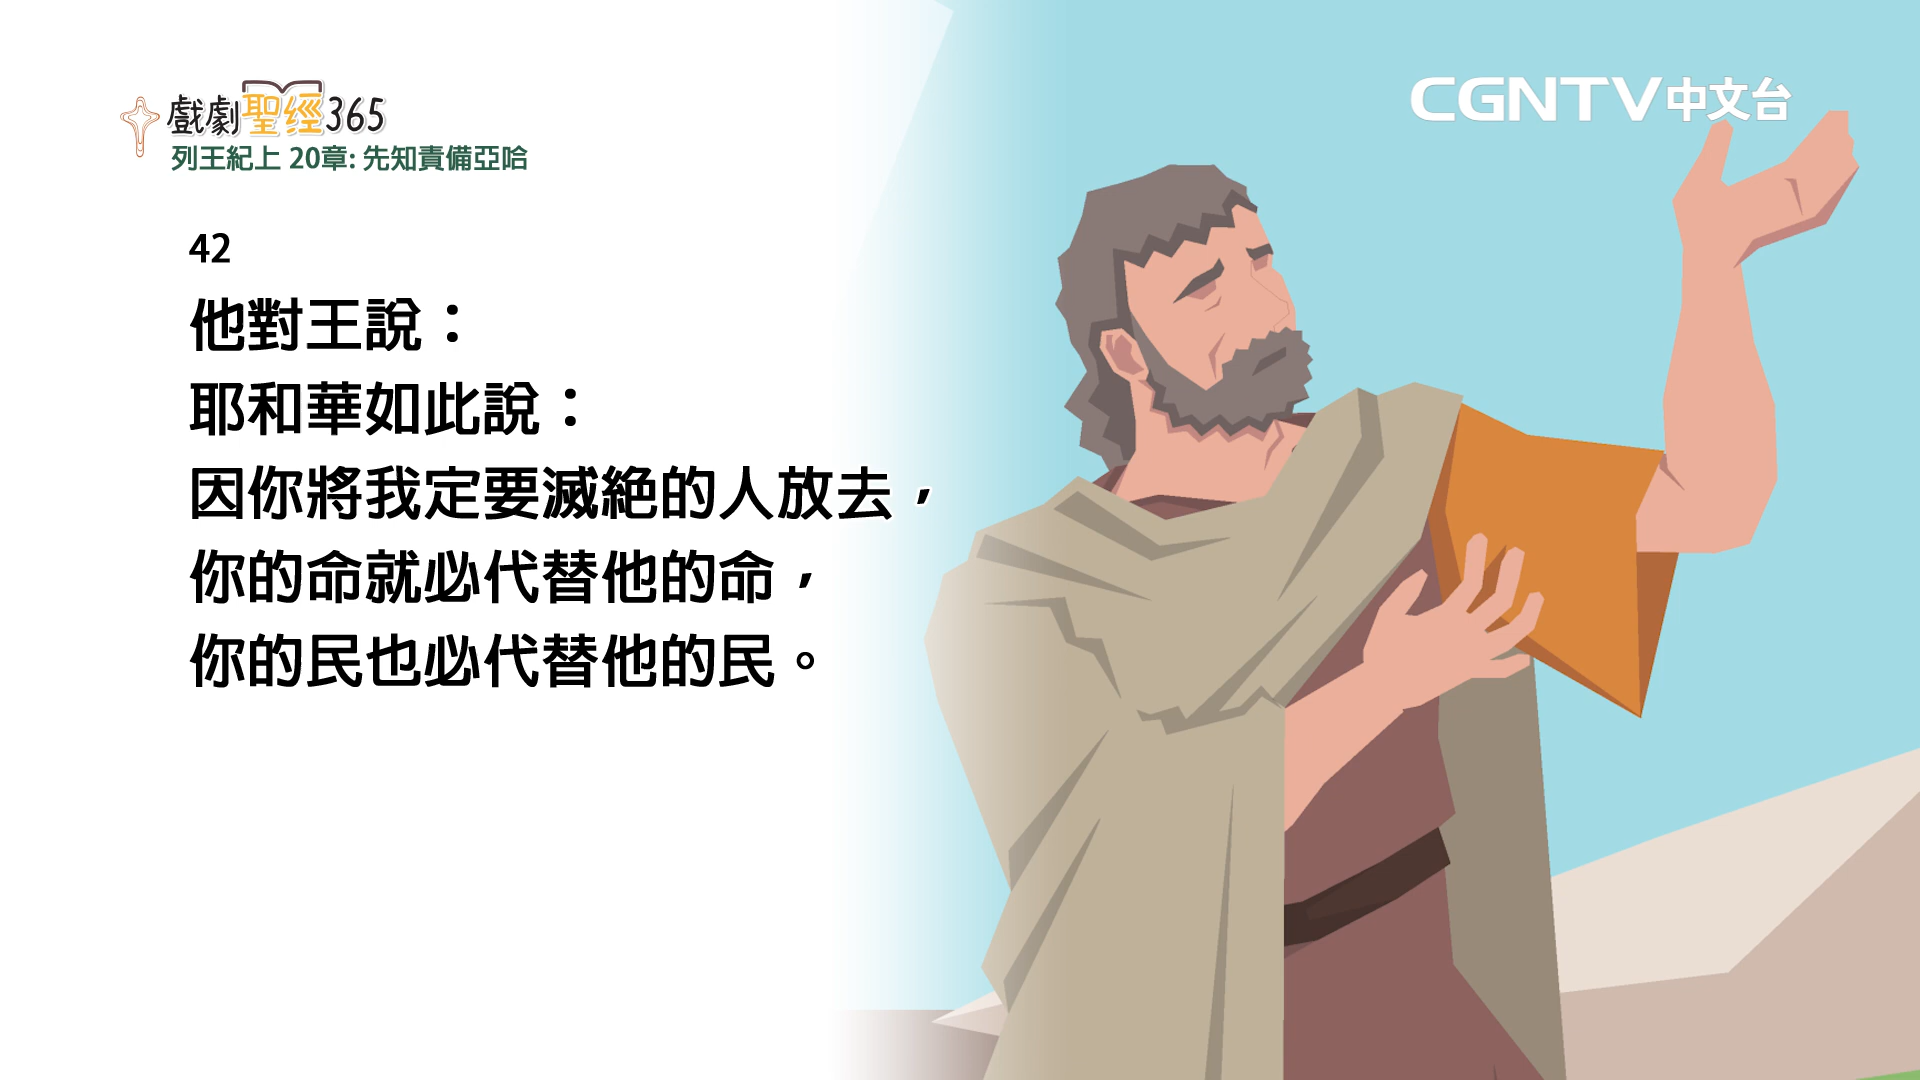 戲劇聖經365
CGNTV中文台
列王紀上 20章: 先知責備亞哈
42
他對王說：
耶和華如此說：
因你將我定要滅絕的人放去，
你的命就必代替他的命，
你的民也必代替他的民。